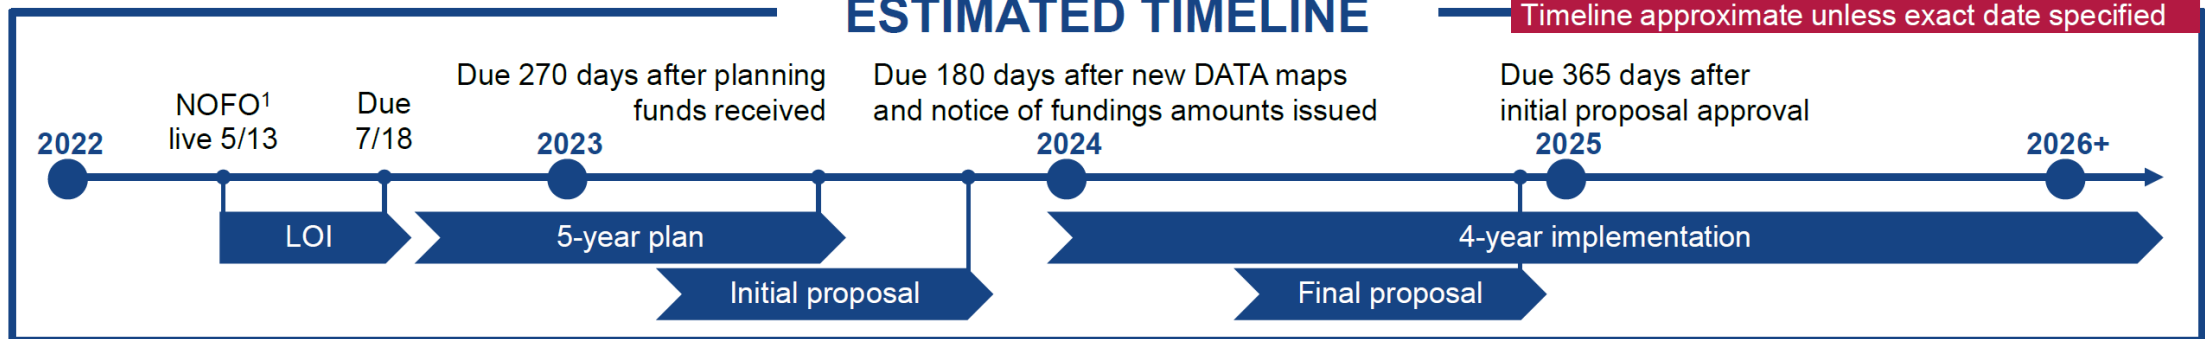 ESTIMATED TIMELINE
Timeline approximate unless exact date specified
NOFO¹
live 5/13
Due
7/18
Due 270 days after planning
funds received
Due 180 days after new DATA maps
and notice of fundings amounts issued
Due 365 days after
initial proposal approval
2022
2023
2024
2025
2026+
LOI
5-year plan
4-year implementation
Initial proposal
Final proposal